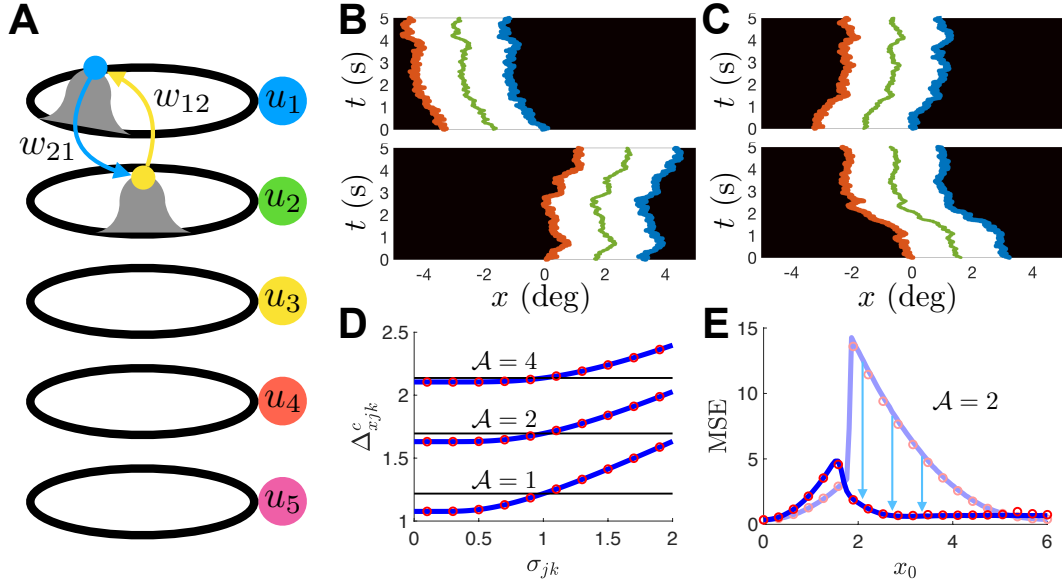 A
u₁
w₁₂
w₂₁
u₂
u₃
u₄
u₅
B
t (s)
5
4
3
2
1
0
t (s)
5
4
3
2
1
0
-4 -2 0 2 4
x (deg)
C
t (s)
5
4
3
2
1
0
t (s)
5
4
3
2
1
0
-4 -2 0 2 4
x (deg)
D
Δᶜₓⱼₖ
2.5
2
1.5
1
𝒜 = 4
𝒜 = 2
𝒜 = 1
0 0.5 1 1.5 2
σⱼₖ
E
MSE
15
10
5
0
𝒜 = 2
0 2 4 6
x₀